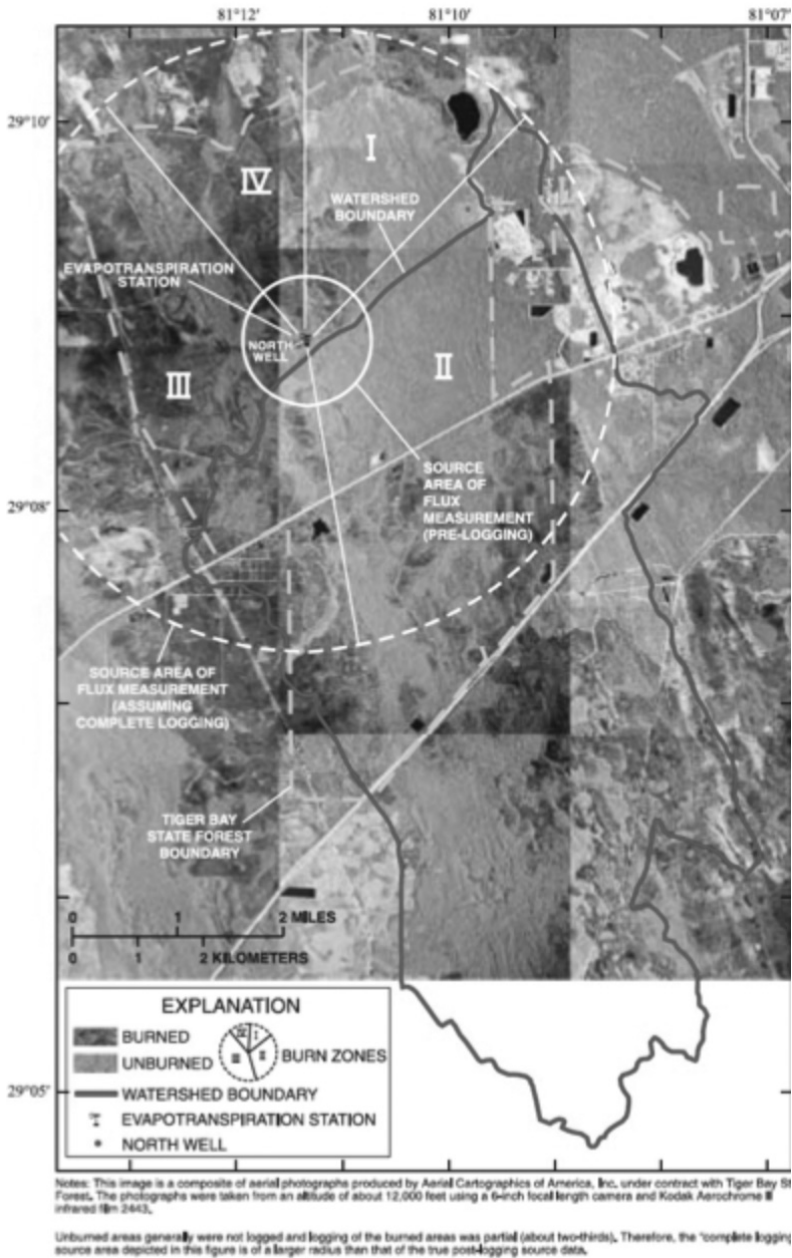 81°12'
81°10'
81°07'
29°10'
I
IV
WATERSHED
BOUNDARY
EVAPOTRANSPIRATION
STATION
NORTH
WELL
II
III
SOURCE
AREA OF
FLUX
MEASUREMENT
(PRE-LOGGING)
29°08'
SOURCE AREA OF
FLUX MEASUREMENT
(ASSUMING
COMPLETE LOGGING)
TIGER BAY
STATE FOREST
BOUNDARY
0 1 2 MILES
0 1 2 KILOMETERS
EXPLANATION
BURNED
UNBURNED
BURN ZONES
WATERSHED BOUNDARY
EVAPOTRANSPIRATION STATION
NORTH WELL
29°05'
Notes: This image is a composite of aerial photographs produced by Aerial Cartographics of America, Inc. under contract with Tiger Bay St
Forest. The photographs were taken from an altitude of about 12,000 feet using a 6-inch focal length camera and Kodak Aerochrome II
infrared film 2443.
Unburned areas generally were not logged and logging of the burned areas was partial (about two-thirds). Therefore, the "complete logging
source area depicted in this figure is of a larger radius than that of the true post-logging source data.